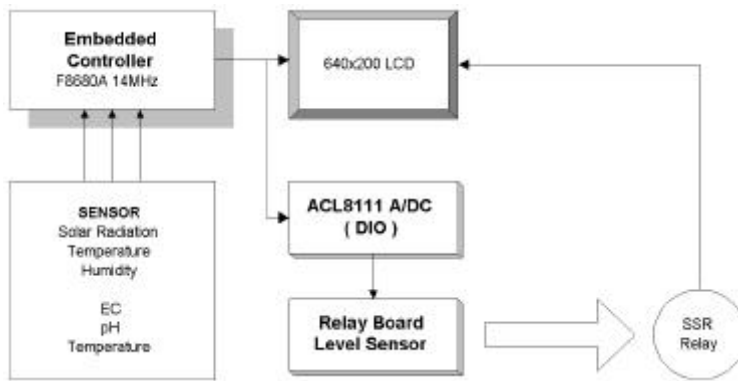 Embedded
Controller
F8680A 14MHz
640x200 LCD
SENSOR
Solar Radiation
Temperature
Humidity
EC
pH
Temperature
ACL8111 A/DC
( DIO )
Relay Board
Level Sensor
SSR
Relay